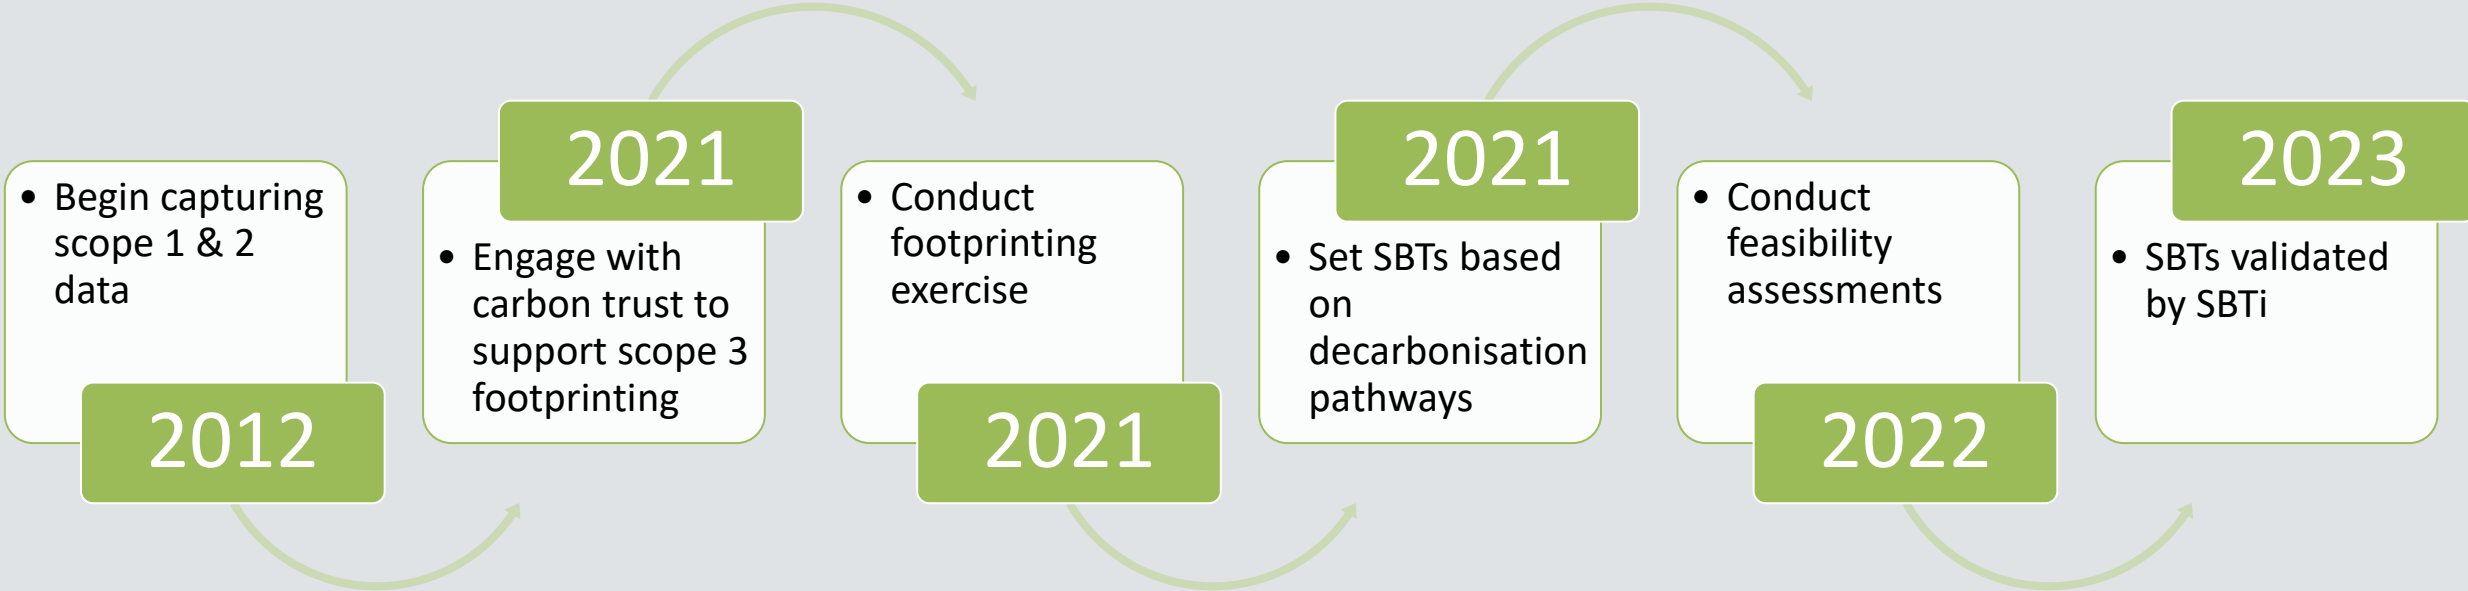 • Begin capturing
scope 1 & 2
data
2012
2021
• Engage with
carbon trust to
support scope 3
footprinting
• Conduct
footprinting
exercise
2021
2021
• Set SBTs based
on
decarbonisation
pathways
• Conduct
feasibility
assessments
2022
2023
• SBTs validated
by SBTi